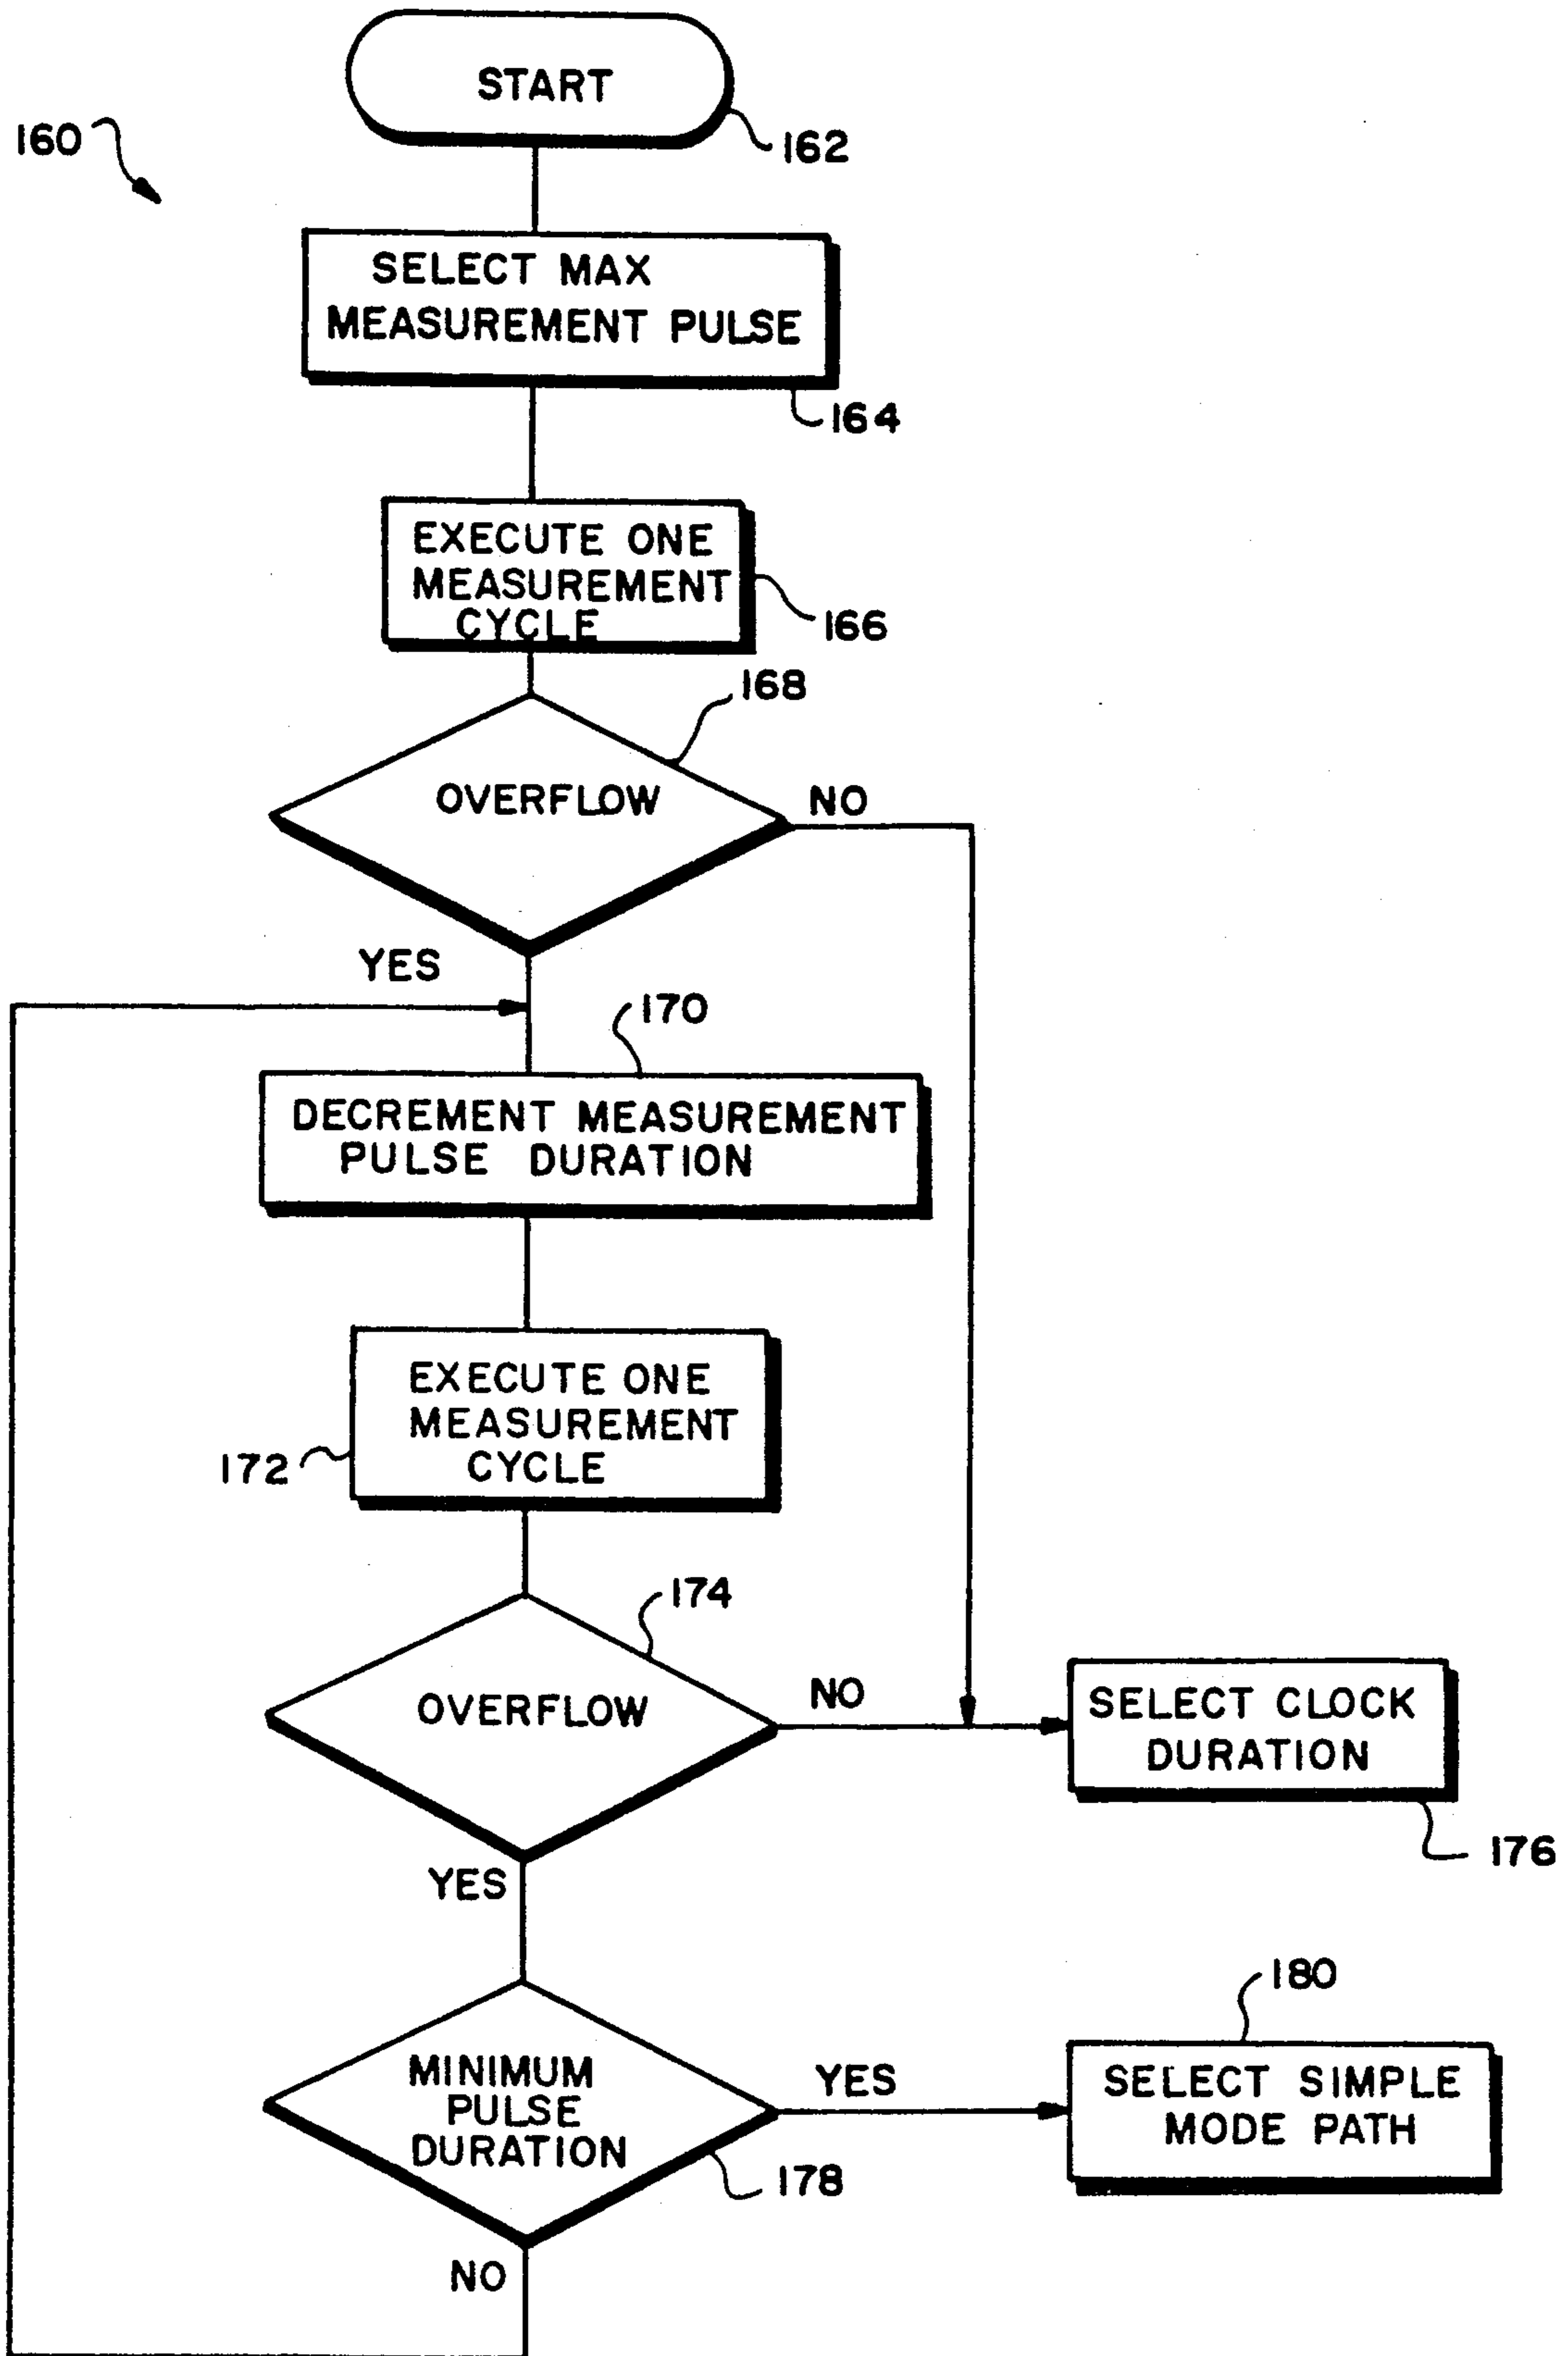 START
160
162
SELECT MAX
MEASUREMENT PULSE
164
EXECUTE ONE
MEASUREMENT
CYCLE
166
168
OVERFLOW
NO
YES
170
DECREMENT MEASUREMENT
PULSE DURATION
EXECUTE ONE
MEASUREMENT
CYCLE
172
174
OVERFLOW
NO
SELECT CLOCK
DURATION
176
YES
180
MINIMUM
PULSE
DURATION
YES
SELECT SIMPLE
MODE PATH
178
NO